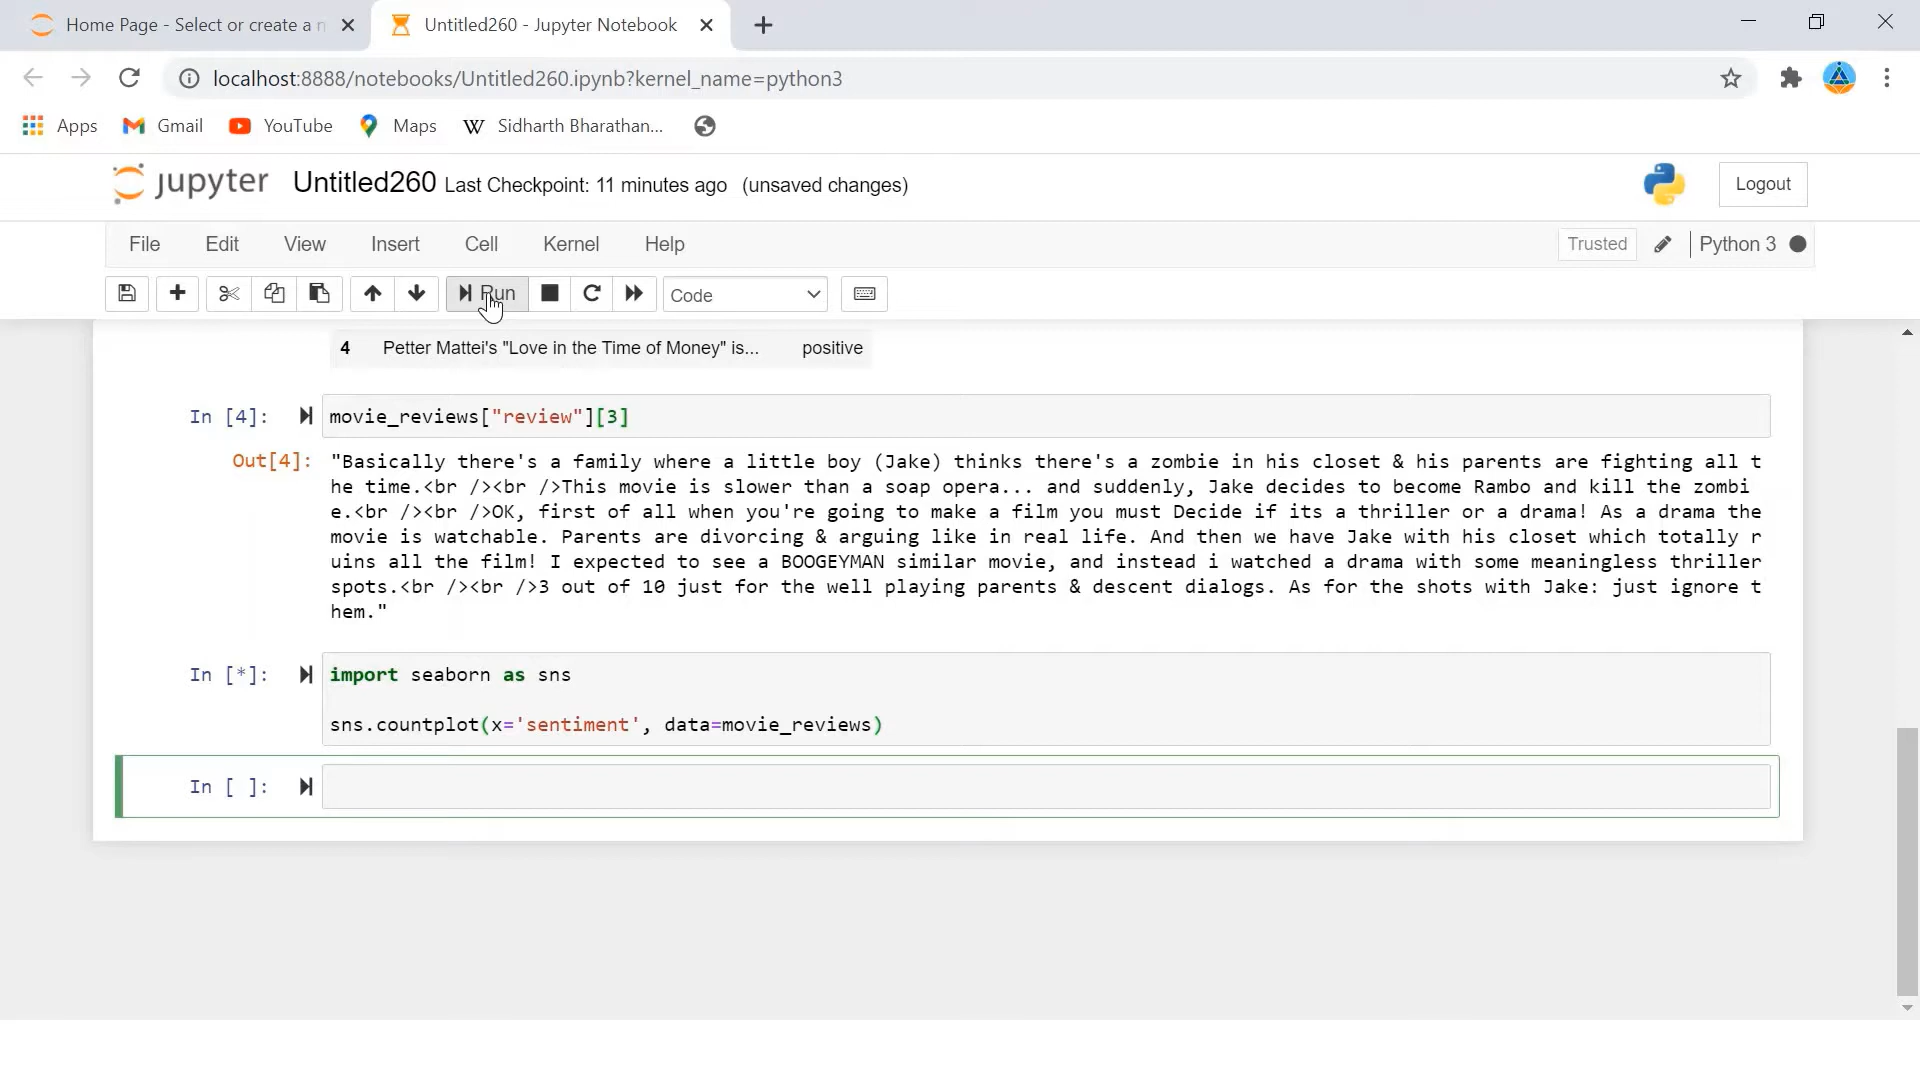 Home Page - Select or create a n
Untitled260 - Jupyter Notebook
localhost:8888/notebooks/Untitled260.ipynb?kernel_name=python3
Apps Gmail YouTube Maps W Sidharth Bharathan...
jupyter Untitled260 Last Checkpoint: 11 minutes ago (unsaved changes) Logout
File Edit View Insert Cell Kernel Help Trusted Python 3
Run Code
4 Petter Mattei's "Love in the Time of Money" is... positive
In [4]: movie_reviews["review"][3]
Out[4]: "Basically there's a family where a little boy (Jake) thinks there's a zombie in his closet & his parents are fighting all t
he time.<br /><br />This movie is slower than a soap opera... and suddenly, Jake decides to become Rambo and kill the zombi
e.<br /><br />OK, first of all when you're going to make a film you must Decide if its a thriller or a drama! As a drama the
movie is watchable. Parents are divorcing & arguing like in real life. And then we have Jake with his closet which totally r
uins all the film! I expected to see a BOOGEYMAN similar movie, and instead i watched a drama with some meaningless thriller
spots.<br /><br />3 out of 10 just for the well playing parents & descent dialogs. As for the shots with Jake: just ignore t
hem."
In [*]: import seaborn as sns
sns.countplot(x='sentiment', data=movie_reviews)
In [ ]: